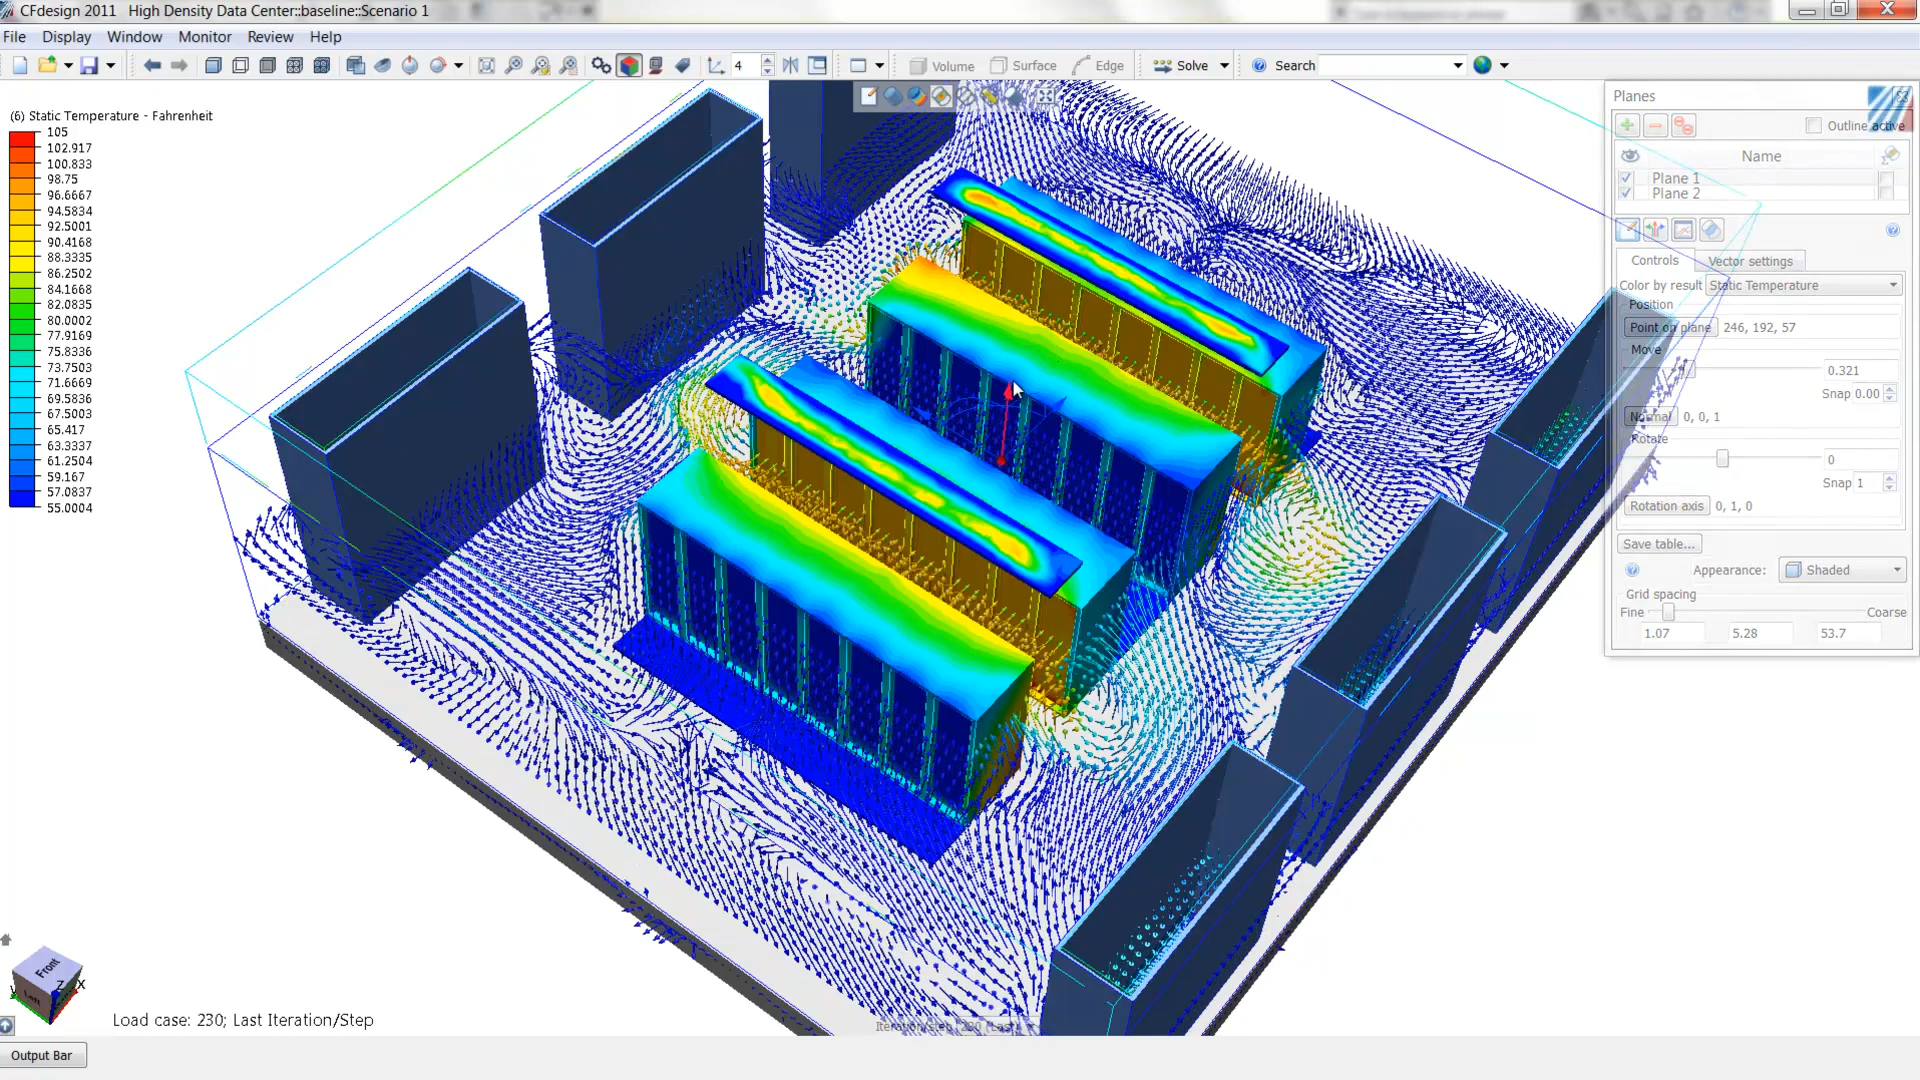 CFdesign 2011   High Density Data Center::baseline::Scenario 1
File   Display   Window   Monitor   Review   Help
4   Volume   Surface   Edge   Solve   Search
(6) Static Temperature - Fahrenheit
105
102.917
100.833
98.75
96.6667
94.5834
92.5001
90.4168
88.3335
86.2502
84.1668
82.0835
80.0002
77.9169
75.8336
73.7503
71.6669
69.5836
67.5003
65.417
63.3337
61.2504
59.167
57.0837
55.0004
Planes
Outline active
Name
Plane 1
Plane 2
Controls   Vector settings
Color by result   Static Temperature
Position
Point on plane   246, 192, 57
Move
0.321
Snap 0.00
Normal   0, 0, 1
Rotate
0
Snap 1
Rotation axis   0, 1, 0
Save table...
Appearance:   Shaded
Grid spacing
Fine   Coarse
1.07   5.28   53.7
Front
Left
Z X
Load case: 230; Last Iteration/Step
Output Bar